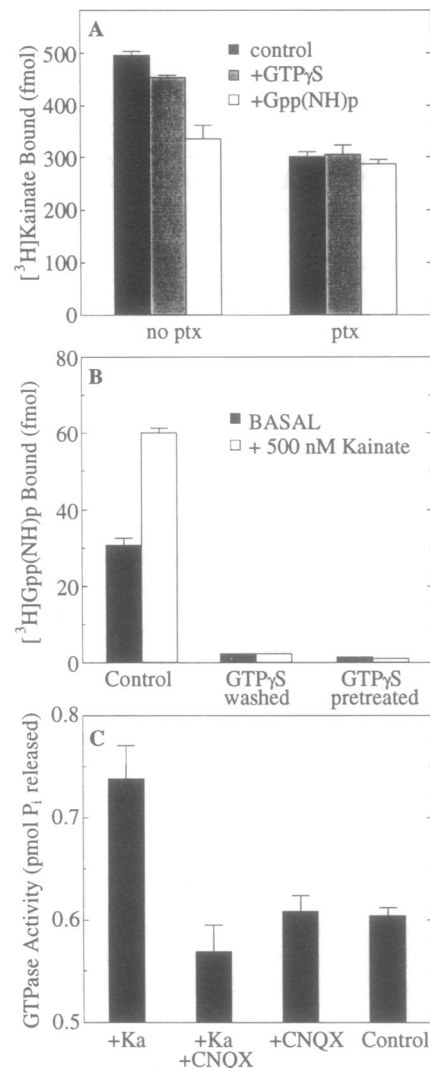 A
control
+GTPγS
+Gpp(NH)p
[³H]Kainate Bound (fmol)
500
400
300
200
100
0
no ptx
ptx
B
BASAL
+ 500 nM Kainate
[³H]Gpp(NH)p Bound (fmol)
80
60
40
20
0
Control
GTPγS
washed
GTPγS
pretreated
C
GTPase Activity (pmol Pᵢ released)
0.8
0.7
0.6
0.5
+Ka
+Ka
+CNQX
+CNQX
Control